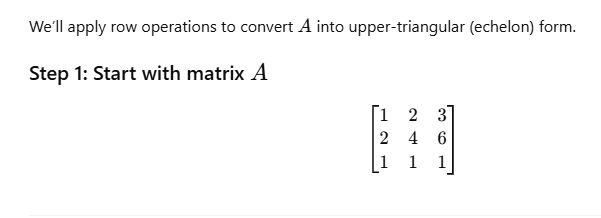 We'll apply row operations to convert A into upper-triangular (echelon) form.
Step 1: Start with matrix A
1 2 3
2 4 6
1 1 1